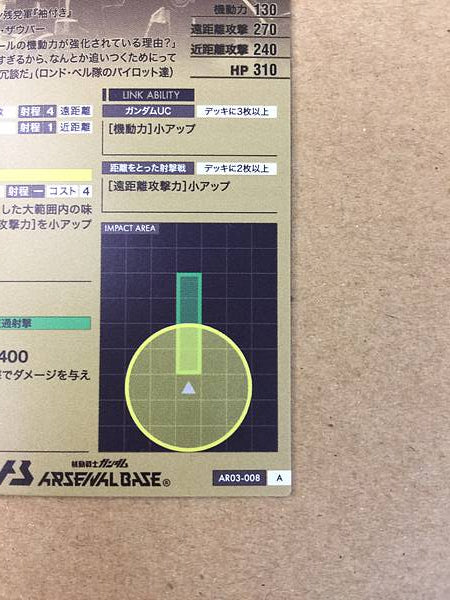 機動力 130
残党軍『袖付き』
遠距離攻撃 270
ザウバー
ールの機動力が強化されている理由？」
近距離攻撃 240
すぎるから、なんとか追いつくためにって
冗談だ」（ロンド・ベル隊のパイロット達）
HP 310
LINK ABILITY
ガンダムUC デッキに3枚以上
[機動力]小アップ
射程 4 遠距離
射程 1 近距離
距離をとった射撃戦 デッキに2枚以上
[遠距離攻撃力]小アップ
射程 ー コスト 4
した大範囲内の味
攻撃力]を小アップ
IMPACT AREA
通射撃
400
でダメージを与え
機動戦士ガンダム
ARSENAL BASE®
AR03-008 A